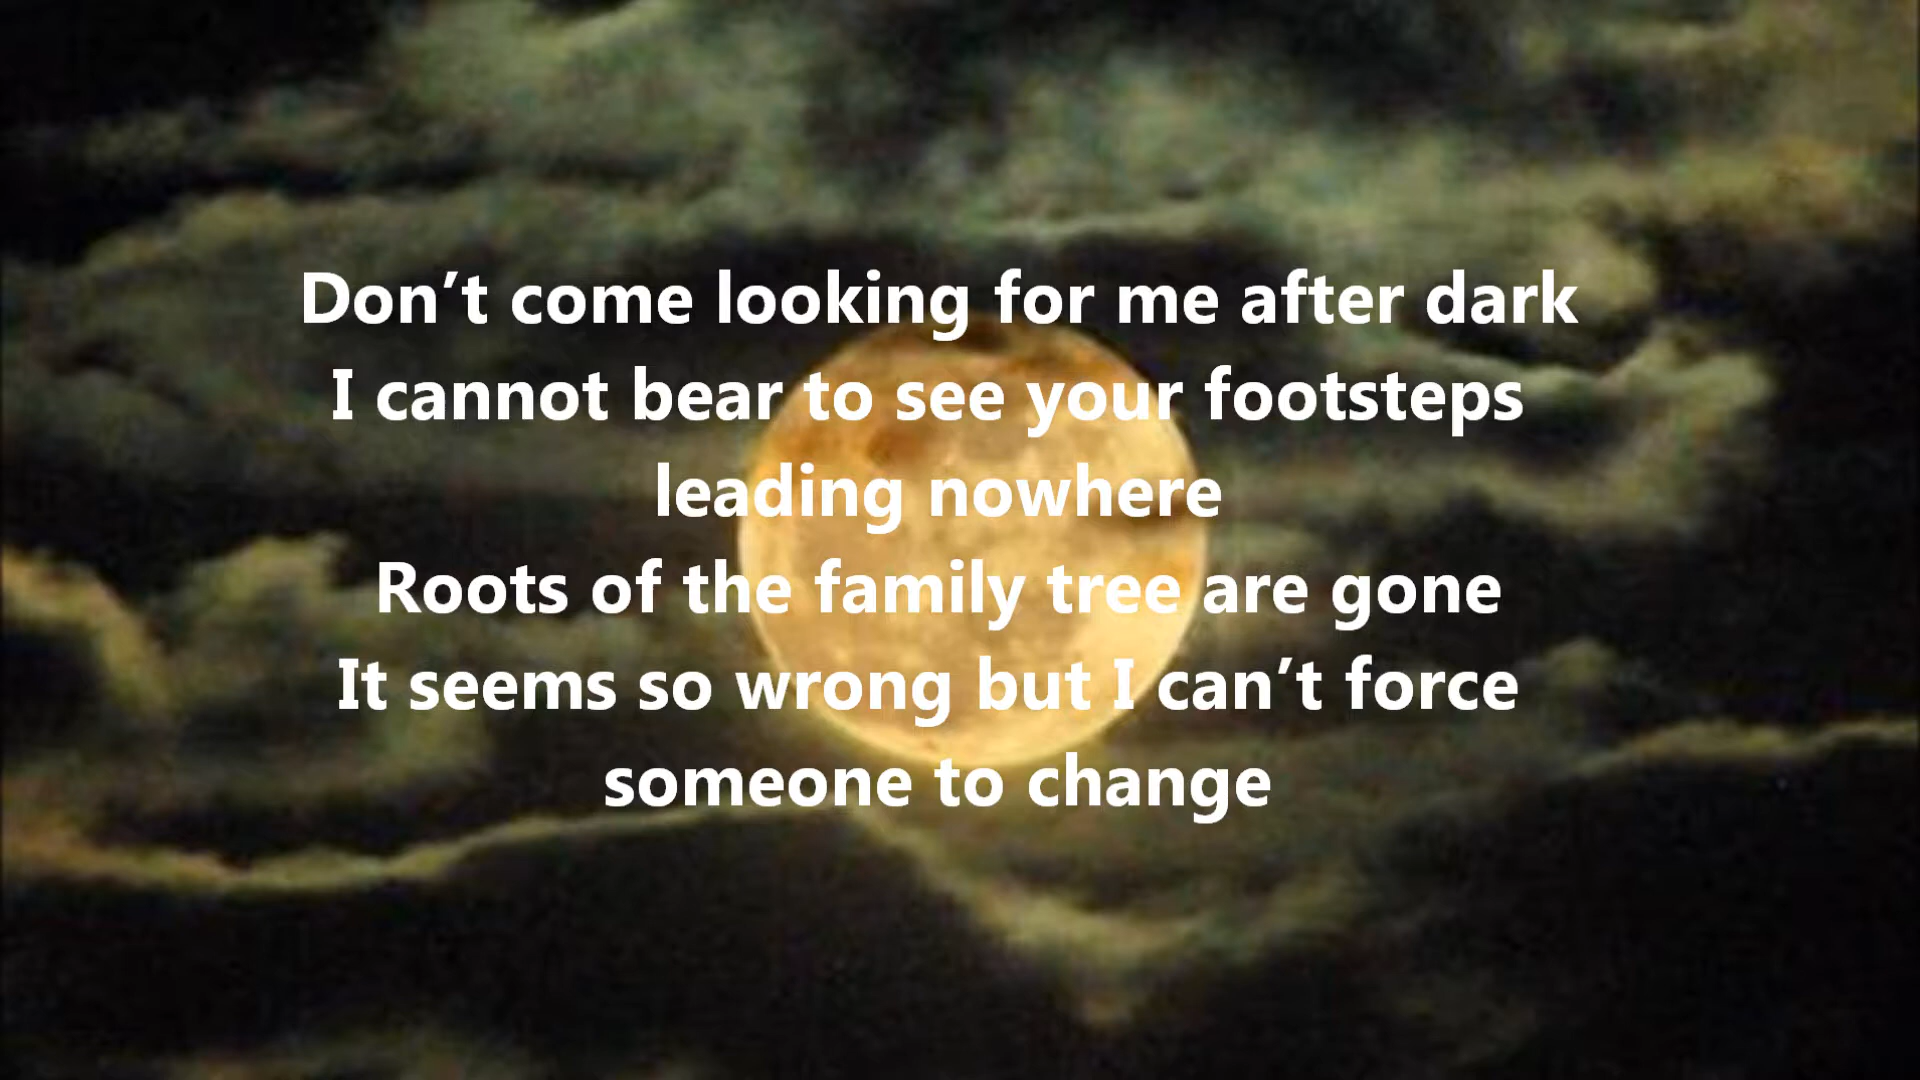 Don’t come looking for me after dark
I cannot bear to see your footsteps
leading nowhere
Roots of the family tree are gone
It seems so wrong but I can’t force
someone to change